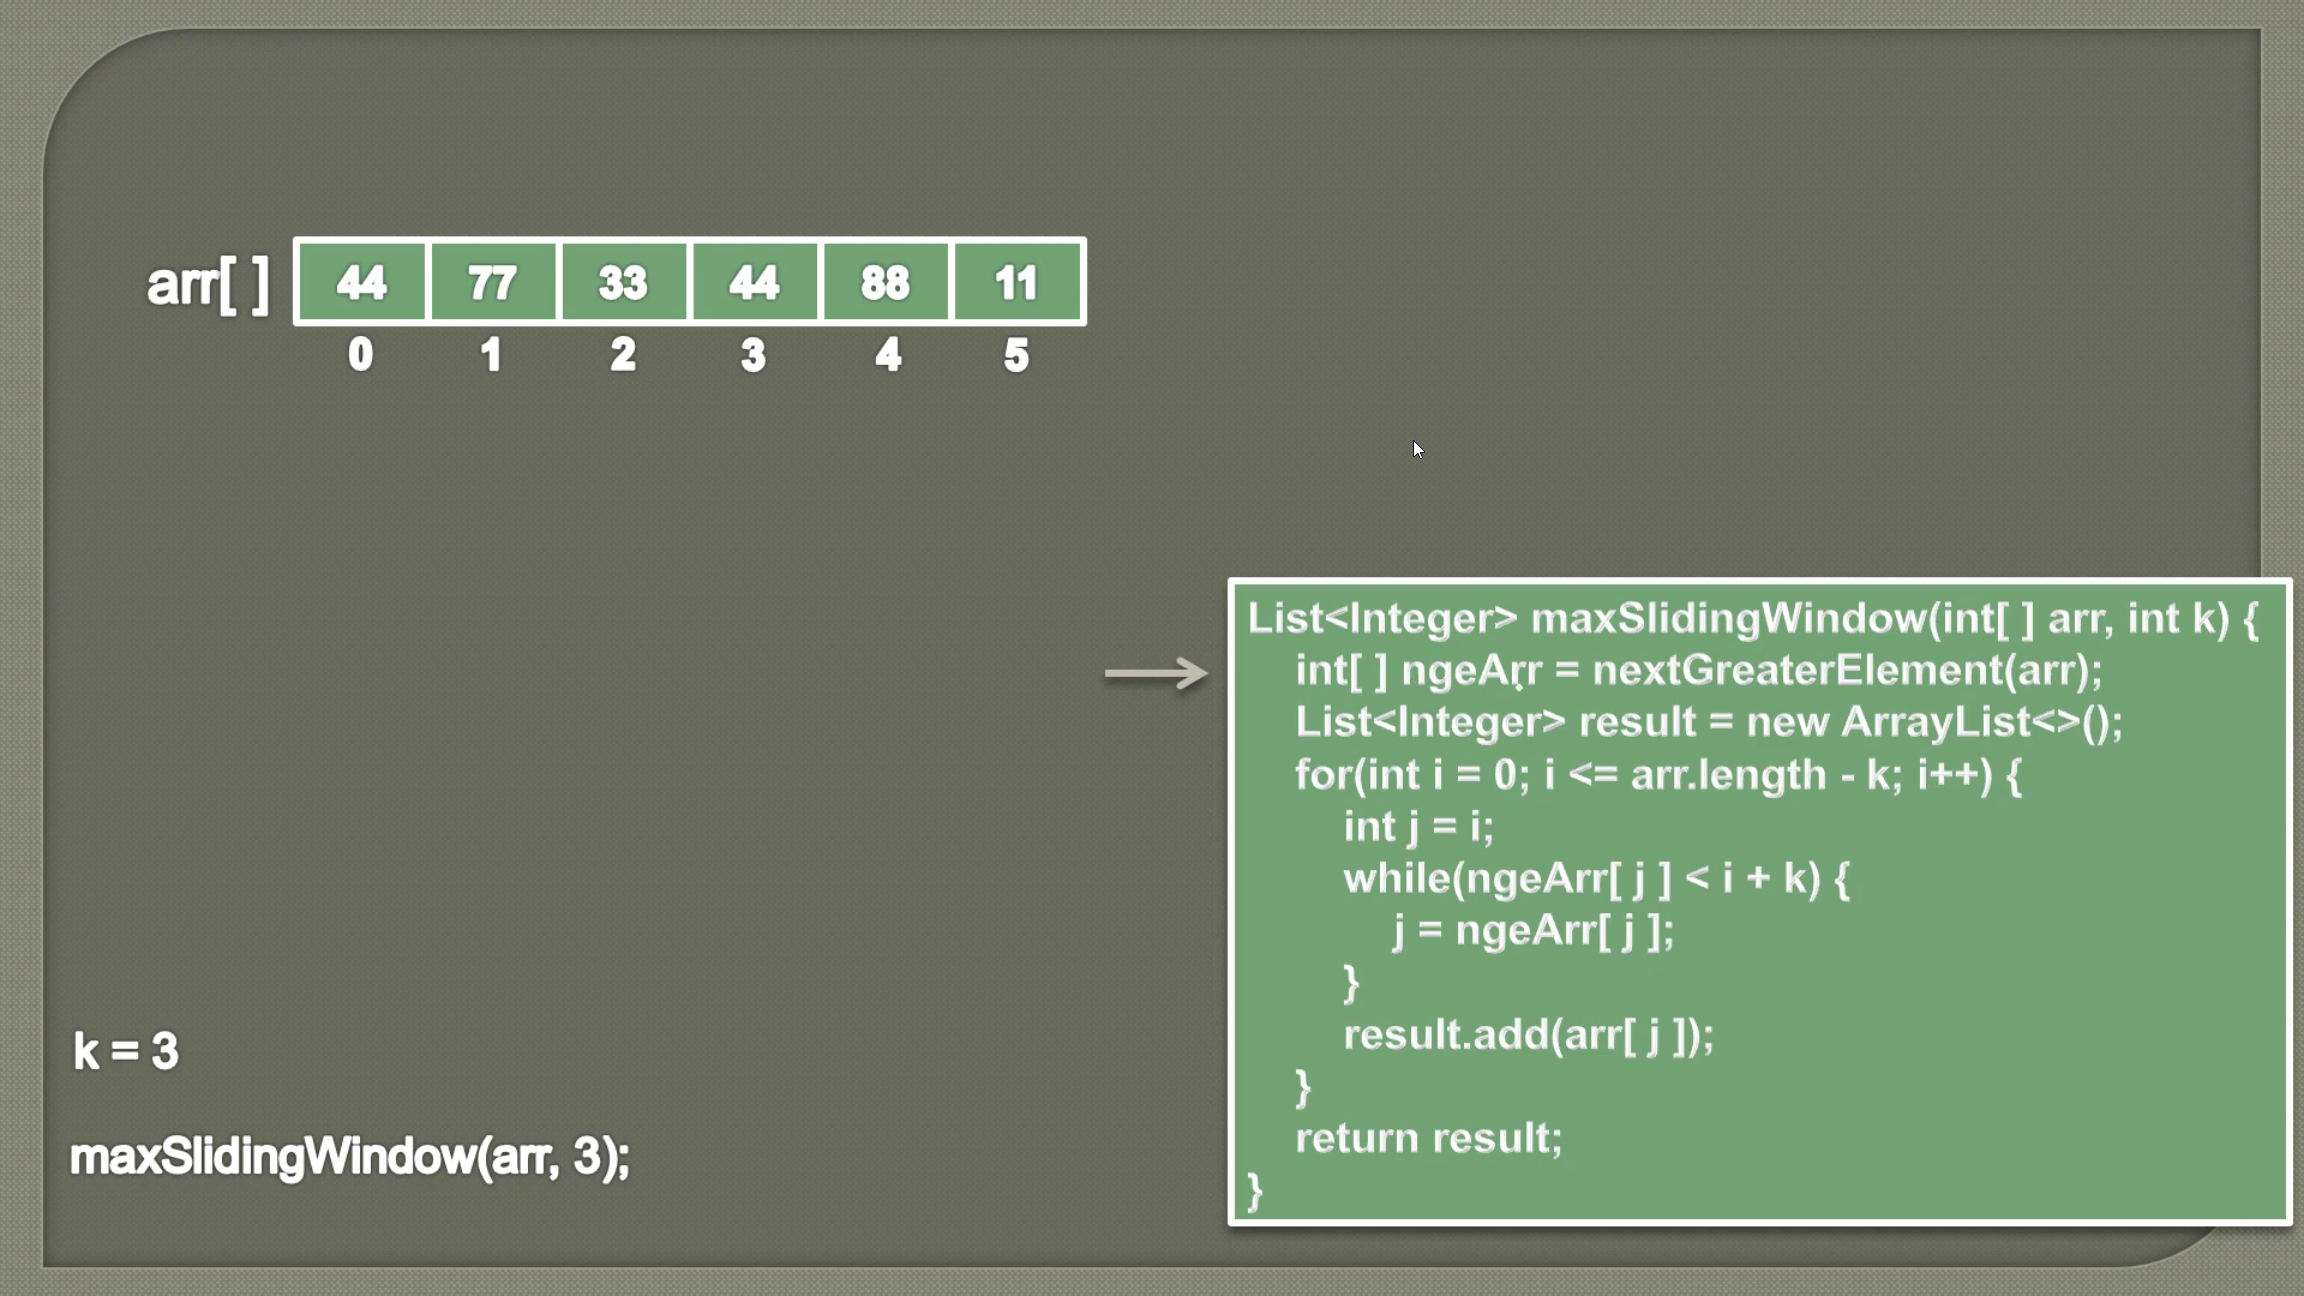 arr[ ] 44 77 33 44 88 11
0 1 2 3 4 5
List<Integer> maxSlidingWindow(int[ ] arr, int k) {
int[ ] ngeArr = nextGreaterElement(arr);
List<Integer> result = new ArrayList<>();
for(int i = 0; i <= arr.length - k; i++) {
int j = i;
while(ngeArr[ j ] < i + k) {
j = ngeArr[ j ];
}
result.add(arr[ j ]);
}
return result;
}
k = 3
maxSlidingWindow(arr, 3);